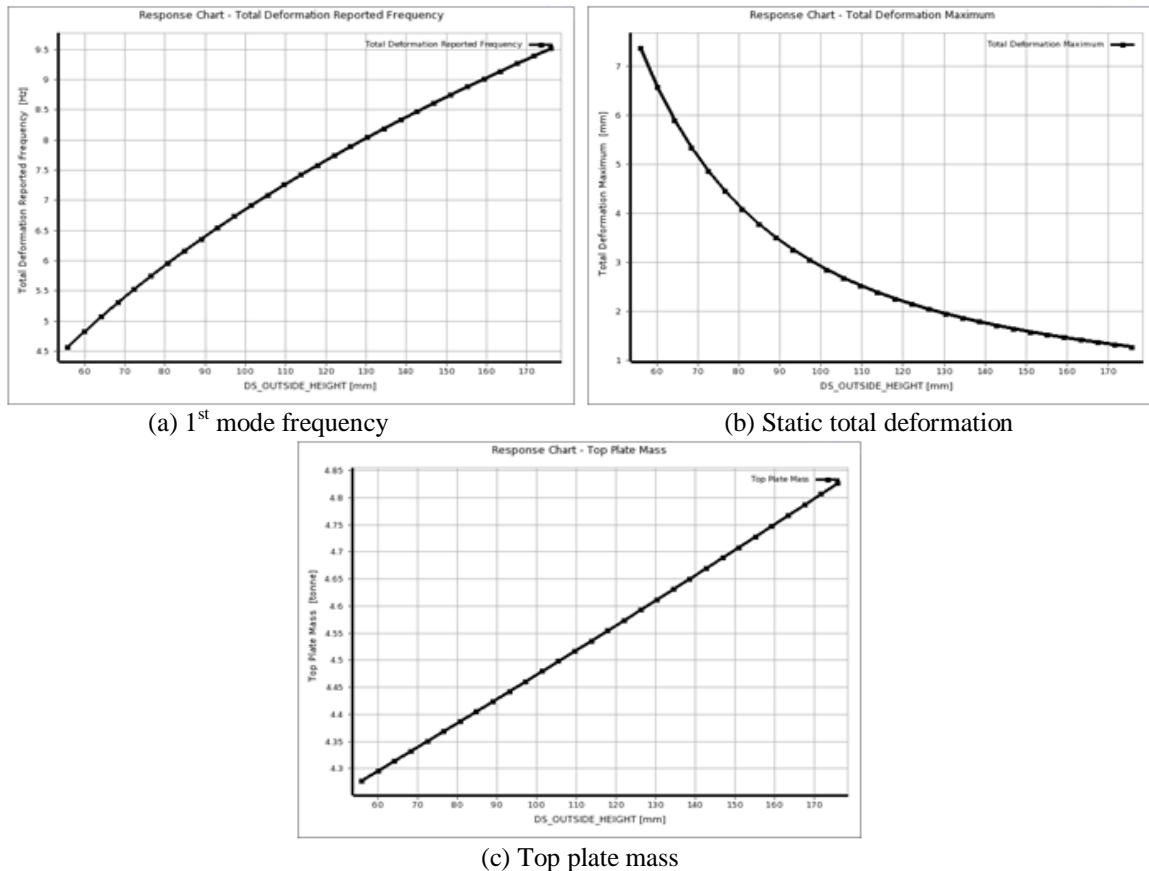 Response Chart - Total Deformation Reported Frequency
Total Deformation Reported Frequency
9.5
9
8.5
8
7.5
7
6.5
6
5.5
5
4.5
Total Deformation Reported Frequency [Hz]
60 70 80 90 100 110 120 130 140 150 160 170
DS_OUTSIDE_HEIGHT [mm]
(a) 1st mode frequency
Response Chart - Total Deformation Maximum
Total Deformation Maximum
7
6
5
4
3
2
1
Total Deformation Maximum [mm]
60 70 80 90 100 110 120 130 140 150 160 170
DS_OUTSIDE_HEIGHT [mm]
(b) Static total deformation
Response Chart - Top Plate Mass
Top Plate Mass
4.85
4.8
4.75
4.7
4.65
4.6
4.55
4.5
4.45
4.4
4.35
4.3
Top Plate Mass [tonne]
60 70 80 90 100 110 120 130 140 150 160 170
DS_OUTSIDE_HEIGHT [mm]
(c) Top plate mass